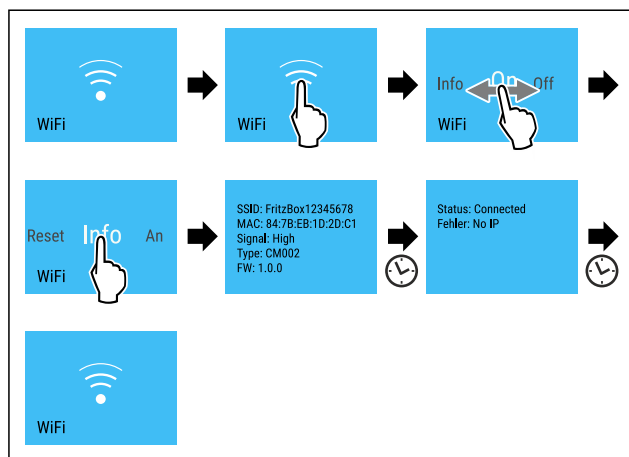 WiFi
WiFi
Info On Off
WiFi
Reset Info An
WiFi
SSID: FritzBox12345678
MAC: 84:7B:EB:1D:2D:C1
Signal: High
Type: CM002
FW: 1.0.0
Status: Connected
Fehler: No IP
WiFi